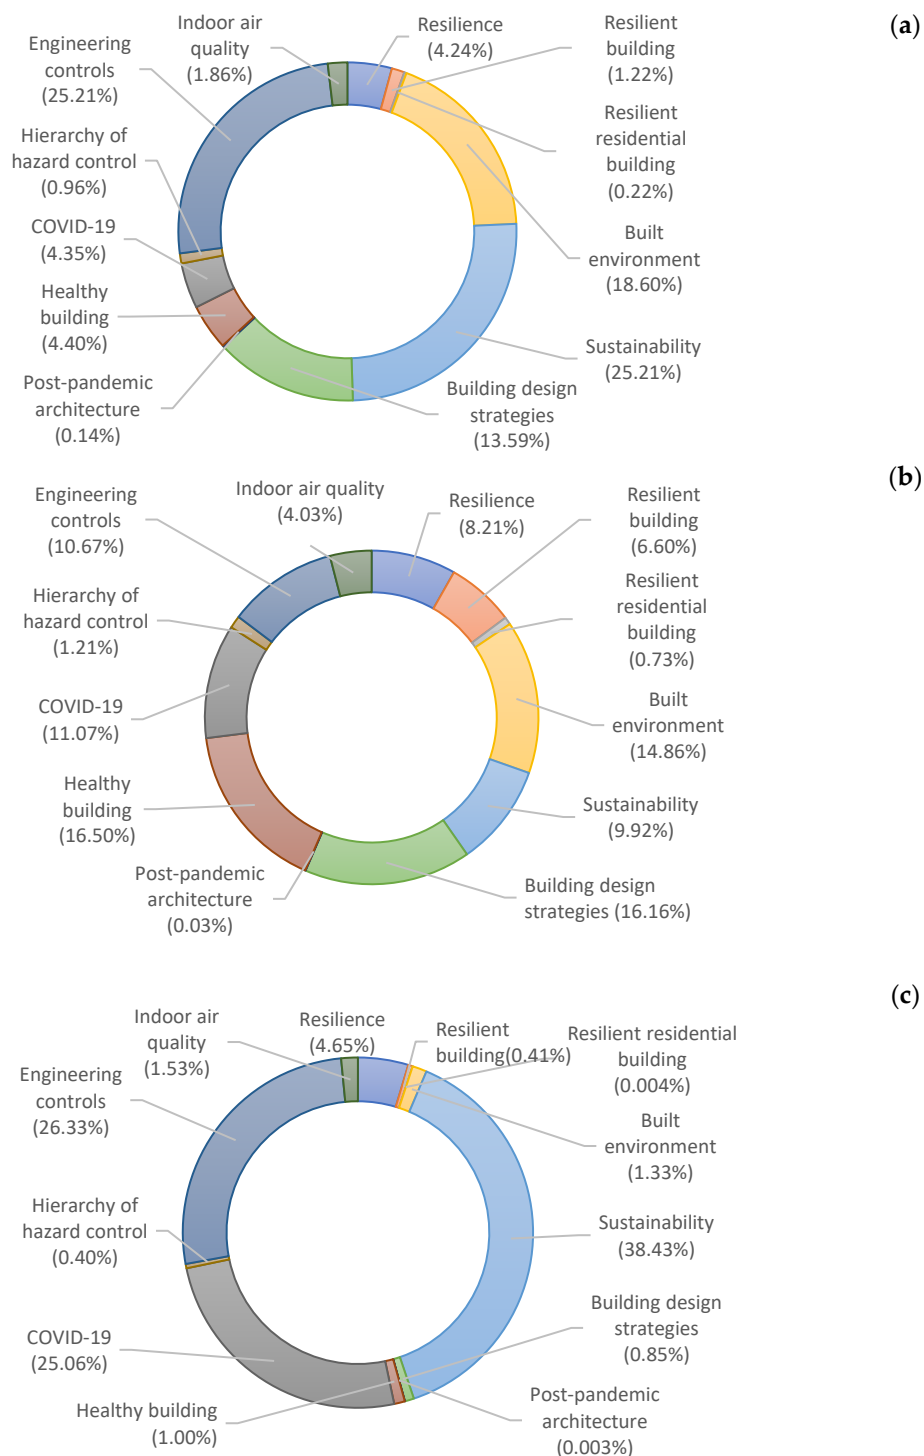 (a)
Indoor air
quality
(1.86%)
Resilience
(4.24%)
Resilient
building
(1.22%)
Resilient
residential
building
(0.22%)
Built
environment
(18.60%)
Sustainability
(25.21%)
Building design
strategies
(13.59%)
Post-pandemic
architecture
(0.14%)
Healthy
building
(4.40%)
COVID-19
(4.35%)
Hierarchy of
hazard control
(0.96%)
Engineering
controls
(25.21%)
(b)
Indoor air quality
(4.03%)
Resilience
(8.21%)
Resilient
building
(6.60%)
Resilient
residential
building
(0.73%)
Built
environment
(14.86%)
Sustainability
(9.92%)
Building design
strategies (16.16%)
Post-pandemic
architecture
(0.03%)
Healthy
building
(16.50%)
COVID-19
(11.07%)
Hierarchy of
hazard control
(1.21%)
Engineering
controls
(10.67%)
(c)
Indoor air
quality
(1.53%)
Resilience
(4.65%)
Resilient
building(0.41%)
Resilient residential
building
(0.004%)
Built
environment
(1.33%)
Sustainability
(38.43%)
Building design
strategies
(0.85%)
Post-pandemic
architecture
(0.003%)
Healthy building
(1.00%)
COVID-19
(25.06%)
Hierarchy of
hazard control
(0.40%)
Engineering
controls
(26.33%)